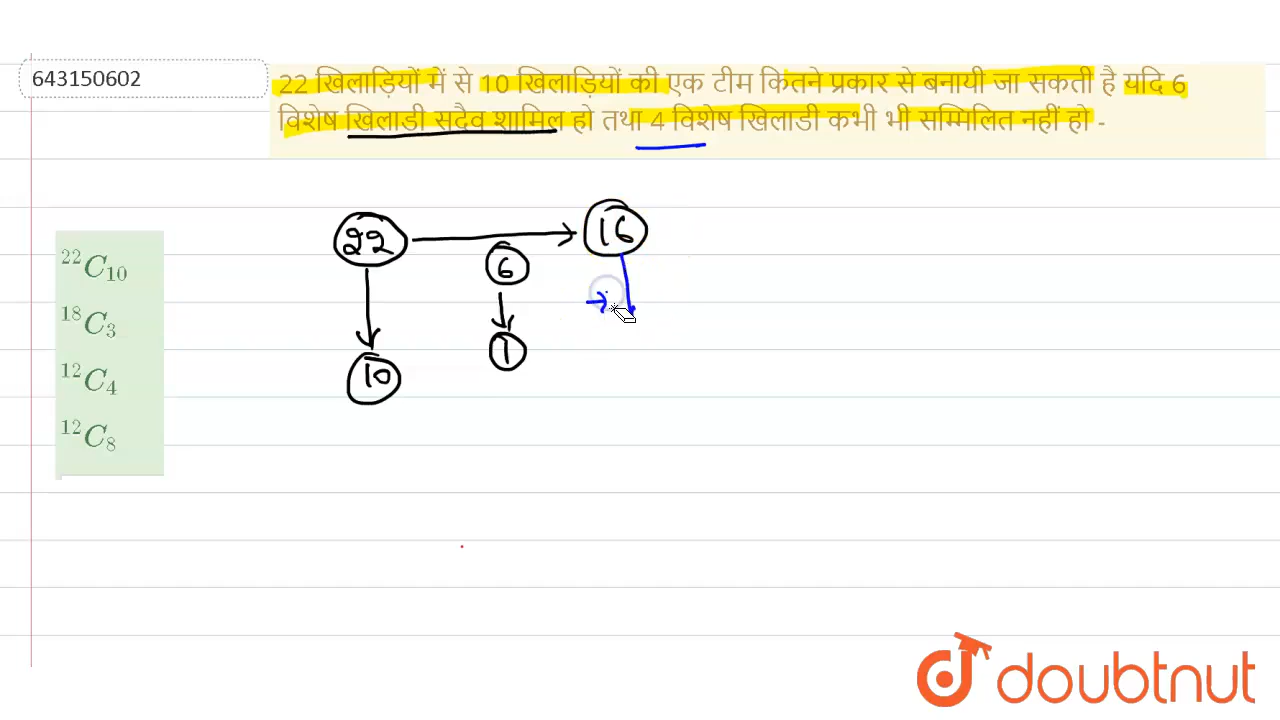 643150602
22 खिलाड़ियों में से 10 खिलाड़ियों की एक टीम कितने प्रकार से बनायी जा सकती है यदि 6
विशेष खिलाडी सदैव शामिल हो तथा 4 विशेष खिलाडी कभी भी सम्मिलित नहीं हो -
22 16
6
1
10
²²C₁₀
¹⁸C₃
¹²C₄
¹²C₈
doubtnut